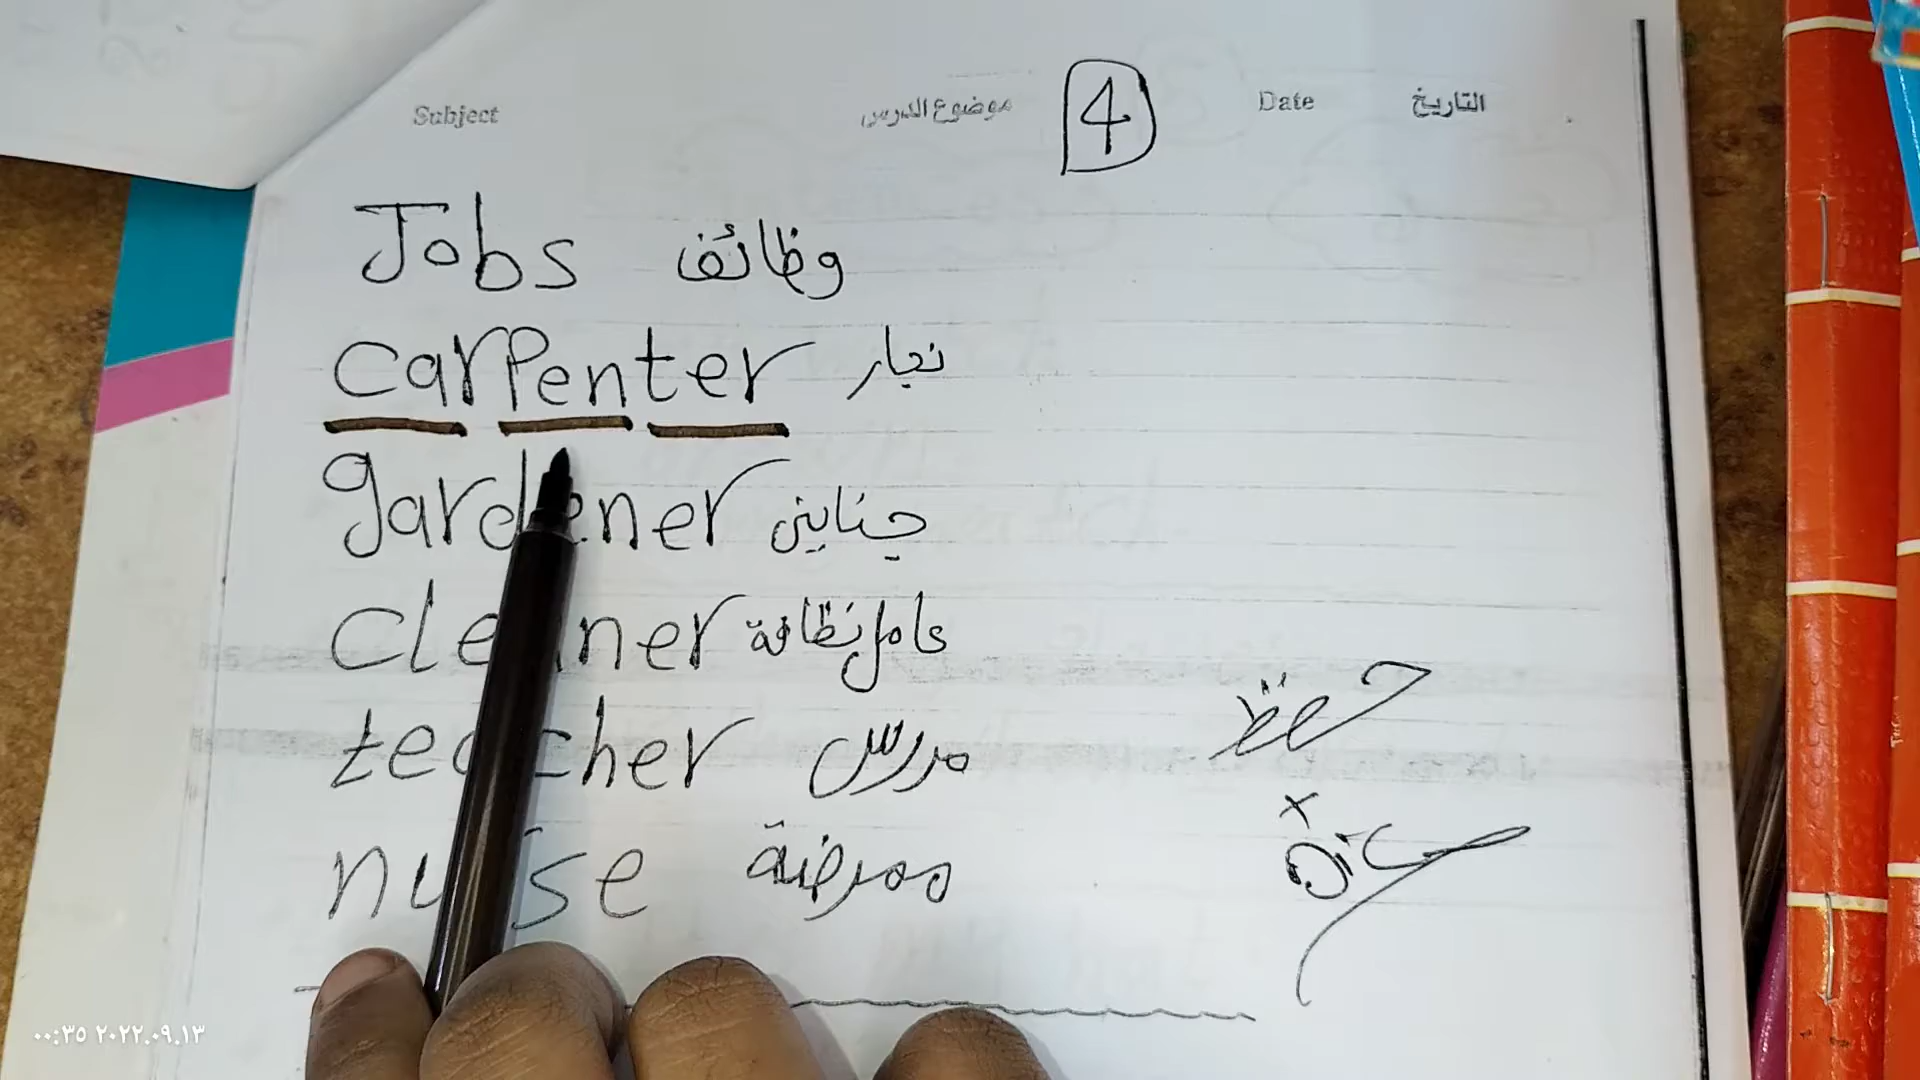 Subject موضوع الدرس 4 Date التاريخ
Jobs وظائف
carpenter نجار
gardener جنايني
cleaner عامل نظافة
teacher مدرس
nurse ممرضة
حفظ
٠٠:٣٥ ٢٠٢٢.٠٩.١٣